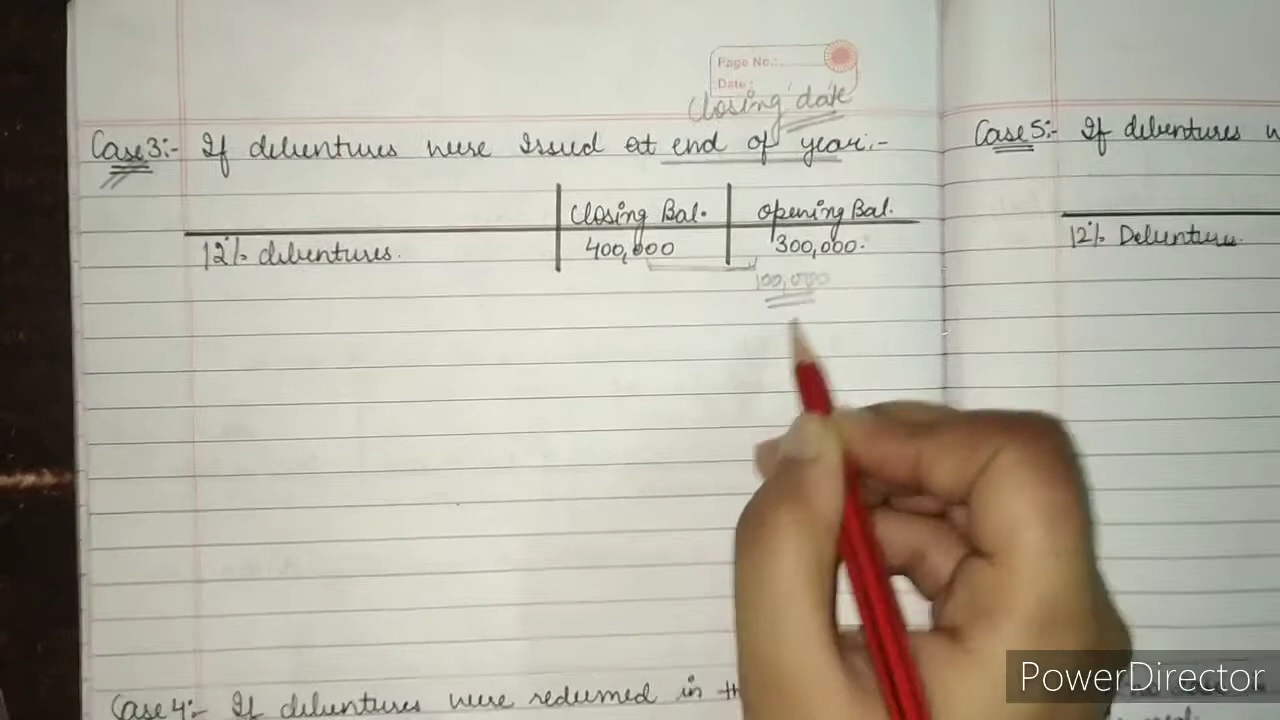 Page No.:
Date :
Closing date
Case 3:- If debentures were Issued at end of year:-
Closing Bal. Opening Bal.
12% debentures. 400,000 300,000.
100,000
Case 4:- If debentures were redeemed in
Case 5:- If debentures
12% Debentures.
PowerDirector